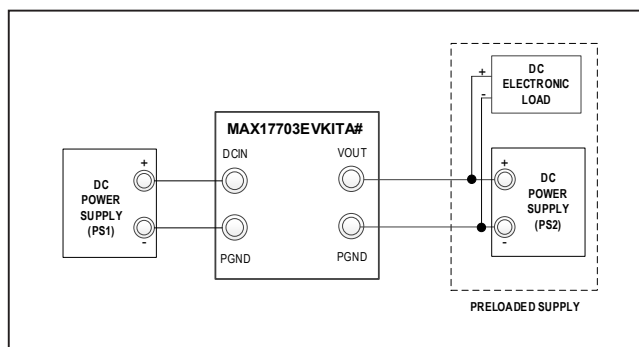 MAX17703EVKITA#
DCIN
VOUT
PGND
PGND
+
DC
POWER
SUPPLY
(PS1)
-
+
-
DC
ELECTRONIC
LOAD
+
DC
POWER
SUPPLY
(PS2)
-
PRELOADED SUPPLY